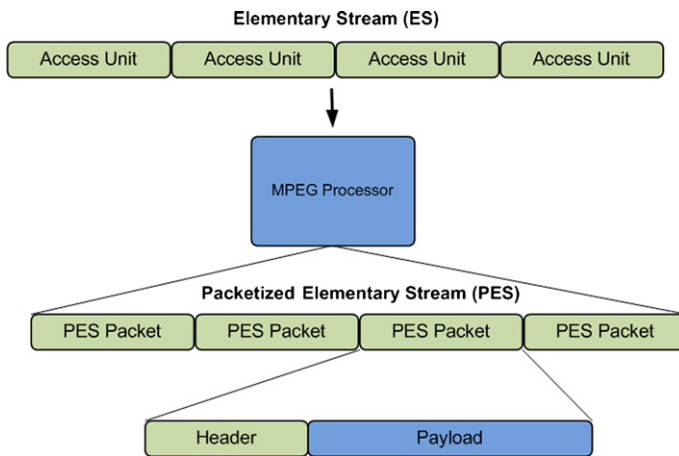 Elementary Stream (ES)
Access Unit Access Unit Access Unit Access Unit
MPEG Processor
Packetized Elementary Stream (PES)
PES Packet PES Packet PES Packet PES Packet
Header Payload